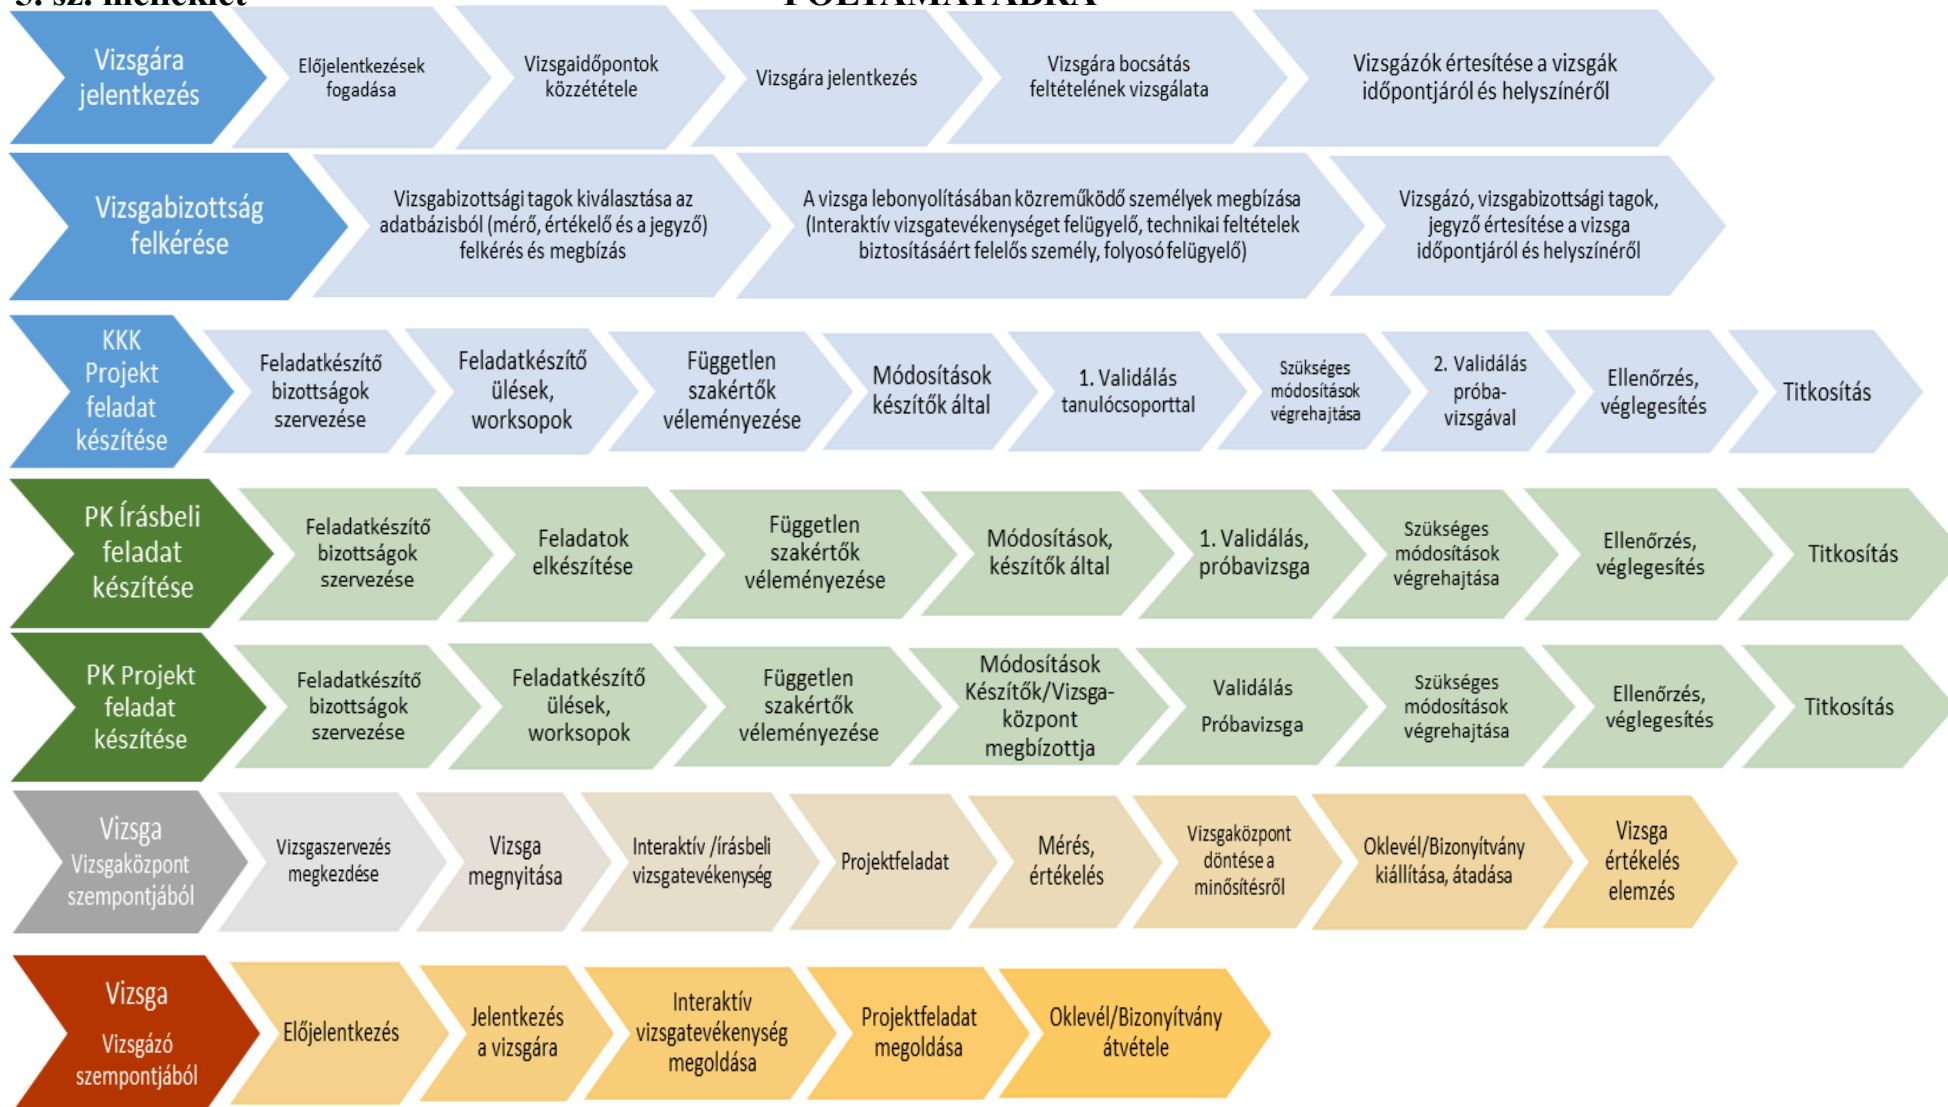 3. sz. melléklet
FOLYAMATÁBRA
Vizsgára
jelentkezés
Előjelentkezések
fogadása
Vizsgaidőpontok
közzététele
Vizsgára jelentkezés
Vizsgára bocsátás
feltételének vizsgálata
Vizsgázók értesítése a vizsgák
időpontjáról és helyszínéről
Vizsgabizottság
felkérése
Vizsgabizottsági tagok kiválasztása az
adatbázisból (mérő, értékelő és a jegyző)
felkérés és megbízás
A vizsga lebonyolításában közreműködő személyek megbízása
(Interaktív vizsgatevékenységet felügyelő, technikai feltételek
biztosításáért felelős személy, folyosó felügyelő)
Vizsgázó, vizsgabizottsági tagok,
jegyző értesítése a vizsga
időpontjáról és helyszínéről
KKK
Projekt
feladat
készítése
Feladatkészítő
bizottságok
szervezése
Feladatkészítő
ülések,
worksopok
Független
szakértők
véleményezése
Módosítások
készítők által
1. Validálás
tanulócsoporttal
Szükséges
módosítások
végrehajtása
2. Validálás
próba-
vizsgával
Ellenőrzés,
véglegesítés
Titkosítás
PK Írásbeli
feladat
készítése
Feladatkészítő
bizottságok
szervezése
Feladatok
elkészítése
Független
szakértők
véleményezése
Módosítások,
készítők által
1. Validálás,
próbavizsga
Szükséges
módosítások
végrehajtása
Ellenőrzés,
véglegesítés
Titkosítás
PK Projekt
feladat
készítése
Feladatkészítő
bizottságok
szervezése
Feladatkészítő
ülések,
worksopok
Független
szakértők
véleményezése
Módosítások
Készítők/Vizsga-
központ
megbízottja
Validálás
Próbavizsga
Szükséges
módosítások
végrehajtása
Ellenőrzés,
véglegesítés
Titkosítás
Vizsga
Vizsgaközpont
szempontjából
Vizsgaszervezés
megkezdése
Vizsga
megnyitása
Interaktív /írásbeli
vizsgatevékenység
Projektfeladat
Mérés,
értékelés
Vizsgaközpont
döntése a
minősítésről
Oklevél/Bizonyítvány
kiállítása, átadása
Vizsga
értékelés
elemzés
Vizsga
Vizsgázó
szempontjából
Előjelentkezés
Jelentkezés
a vizsgára
Interaktív
vizsgatevékenység
megoldása
Projektfeladat
megoldása
Oklevél/Bizonyítvány
átvétele